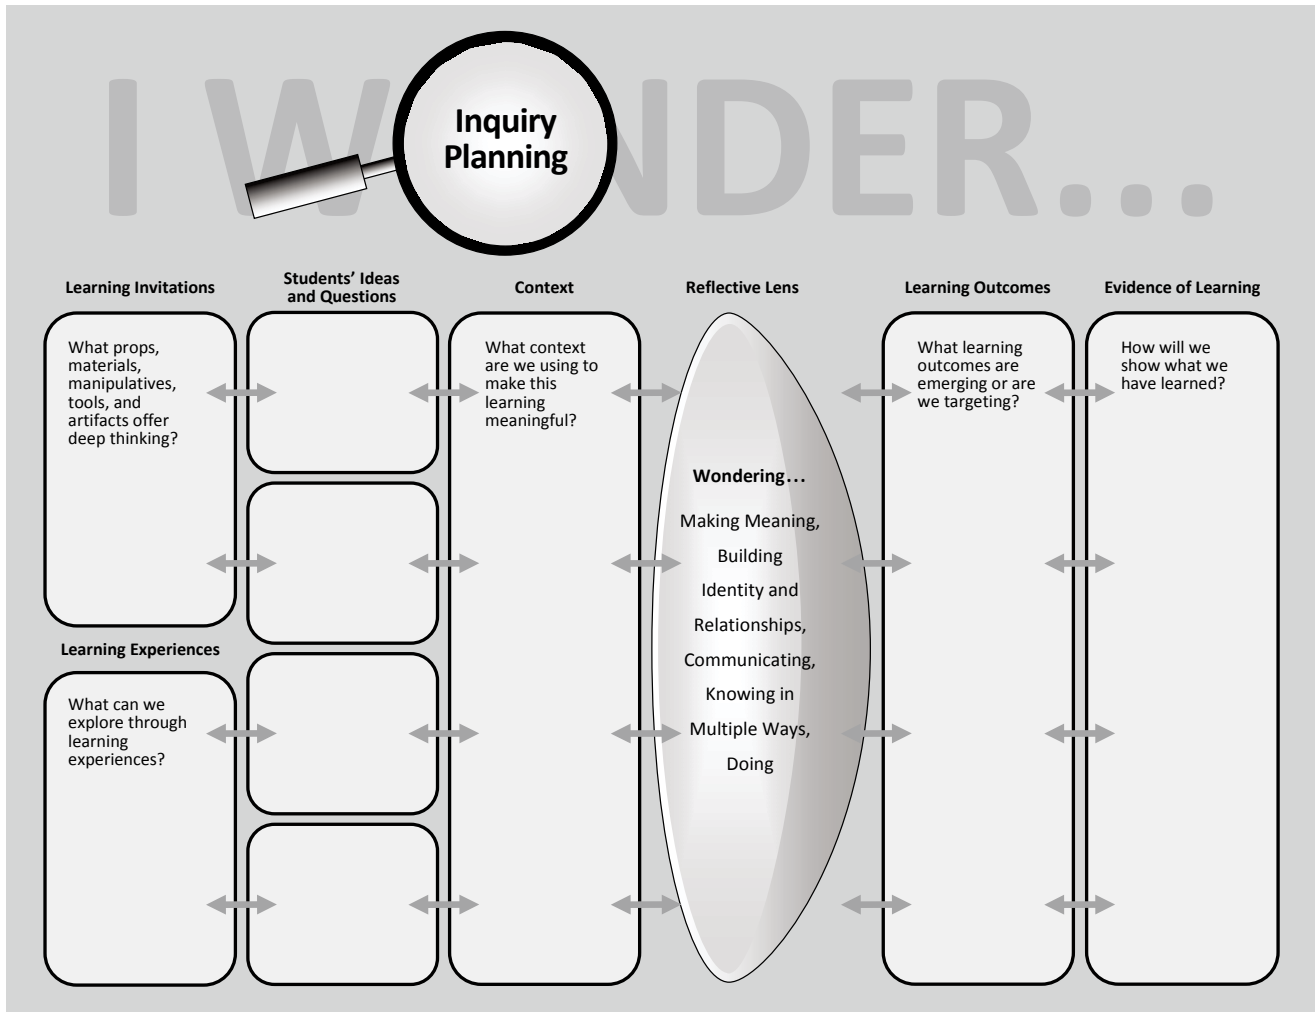 I WONDER...
Inquiry
Planning
Learning Invitations
What props,
materials,
manipulatives,
tools, and
artifacts offer
deep thinking?
Learning Experiences
What can we
explore through
learning
experiences?
Students’ Ideas
and Questions
Context
What context
are we using to
make this
learning
meaningful?
Reflective Lens
Wondering...
Making Meaning,
Building
Identity and
Relationships,
Communicating,
Knowing in
Multiple Ways,
Doing
Learning Outcomes
What learning
outcomes are
emerging or are
we targeting?
Evidence of Learning
How will we
show what we
have learned?